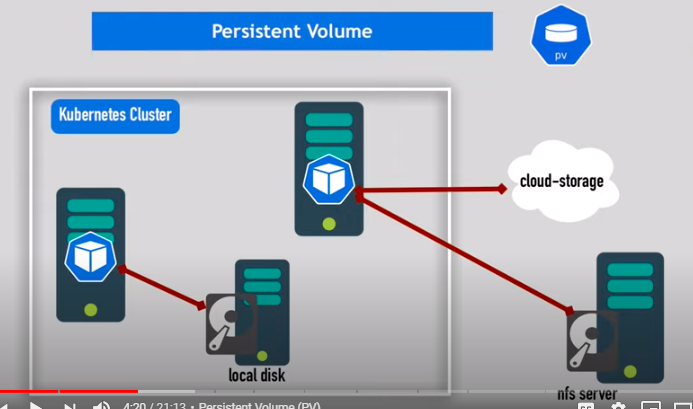 Persistent Volume
pv
Kubernetes Cluster
cloud-storage
local disk
nfs server
4:20 / 21:13 • Persistent Volume (PV)